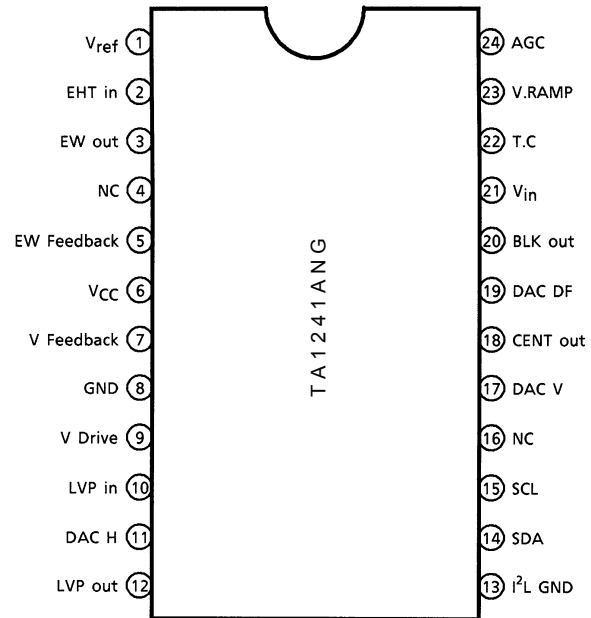 Vref 1
EHT in 2
EW out 3
NC 4
EW Feedback 5
VCC 6
V Feedback 7
GND 8
V Drive 9
LVP in 10
DAC H 11
LVP out 12
TA1241ANG
24 AGC
23 V.RAMP
22 T.C
21 Vin
20 BLK out
19 DAC DF
18 CENT out
17 DAC V
16 NC
15 SCL
14 SDA
13 I²L GND